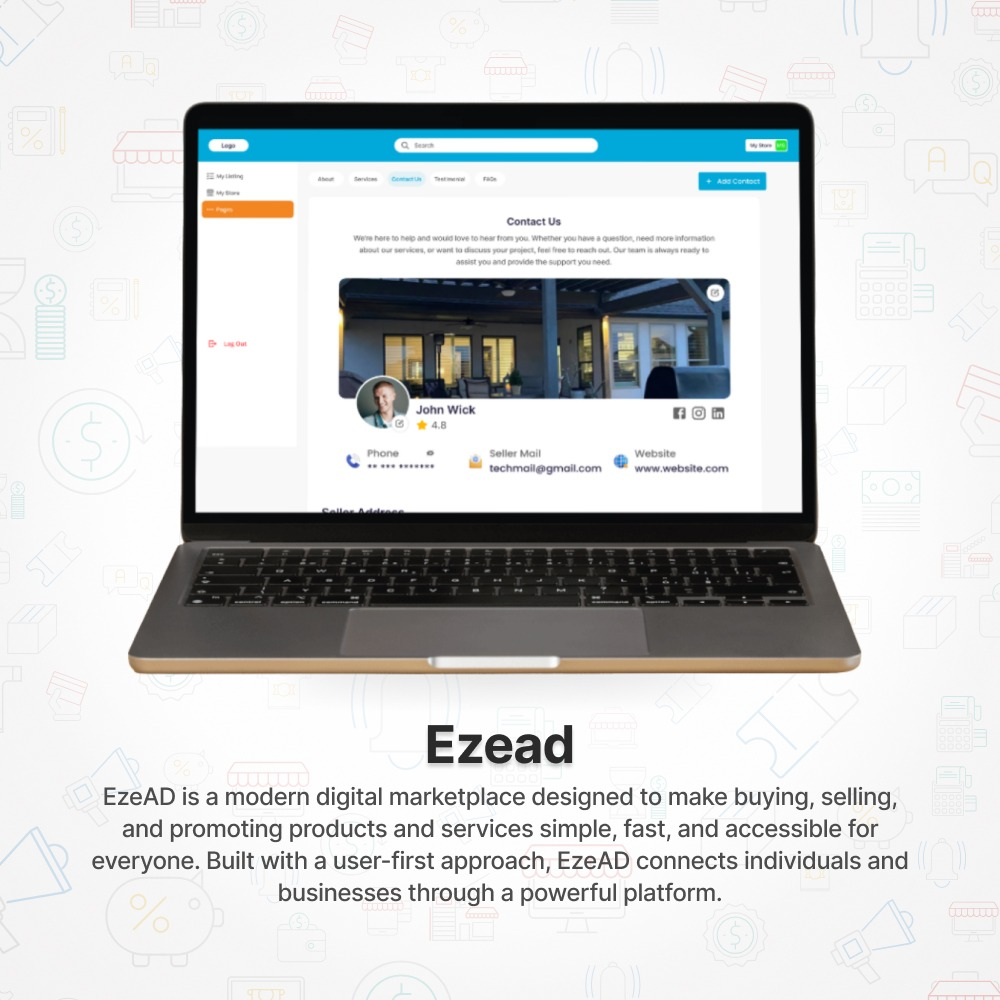 Logo
Search
My Store
My Listing
My Store
Pages
Log Out
About Services Contact Us Testimonial FAQs
+ Add Contact
Contact Us
We're here to help and would love to hear from you. Whether you have a question, need more information
about our services, or want to discuss your project, feel free to reach out. Our team is always ready to
assist you and provide the support you need.
John Wick
4.8
Phone
** *** *******
Seller Mail
techmail@gmail.com
Website
www.website.com
Seller Address
Ezead
EzeAD is a modern digital marketplace designed to make buying, selling,
and promoting products and services simple, fast, and accessible for
everyone. Built with a user-first approach, EzeAD connects individuals and
businesses through a powerful platform.